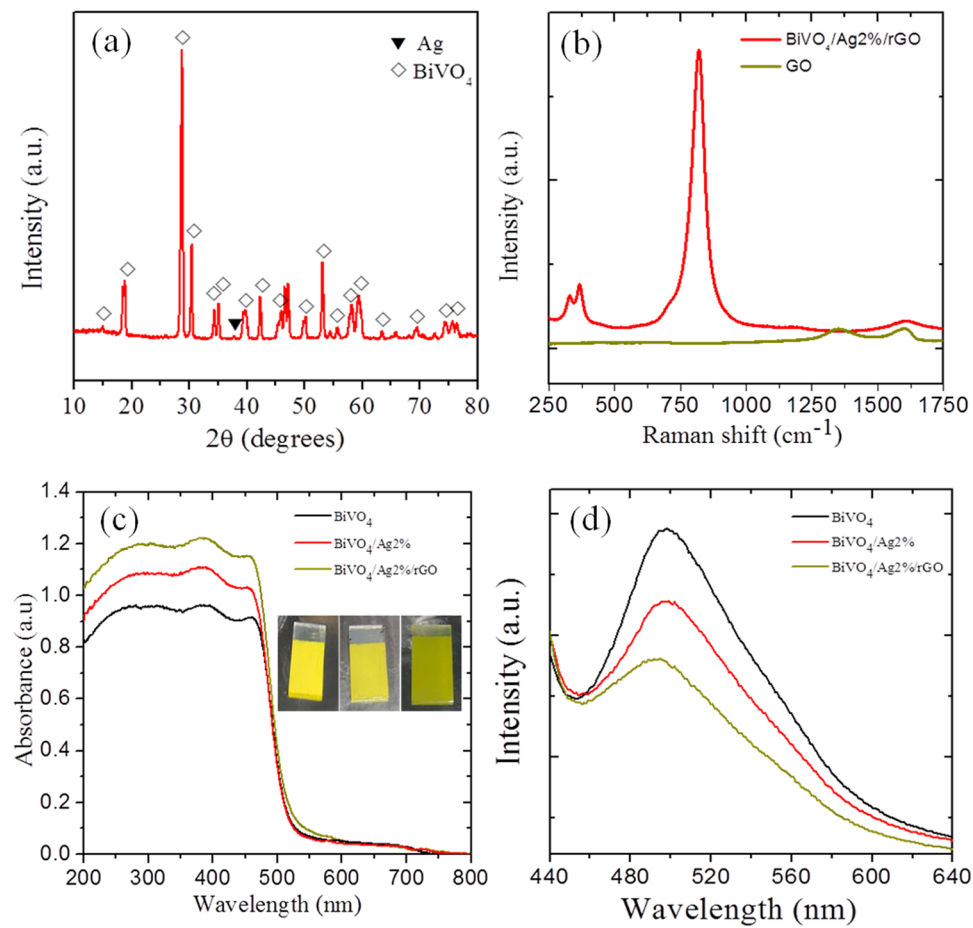 (a)
▼ Ag
◇ BiVO₄
Intensity (a.u.)
10 20 30 40 50 60 70 80
2θ (degrees)
(b)
BiVO₄/Ag2%/rGO
GO
Intensity (a.u.)
250 500 750 1000 1250 1500 1750
Raman shift (cm⁻¹)
(c)
BiVO₄
BiVO₄/Ag2%
BiVO₄/Ag2%/rGO
Absorbance (a.u)
1.4
1.2
1.0
0.8
0.6
0.4
0.2
0.0
200 300 400 500 600 700 800
Wavelength (nm)
(d)
BiVO₄
BiVO₄/Ag2%
BiVO₄/Ag2%/rGO
Intensity (a.u.)
440 480 520 560 600 640
Wavelength (nm)